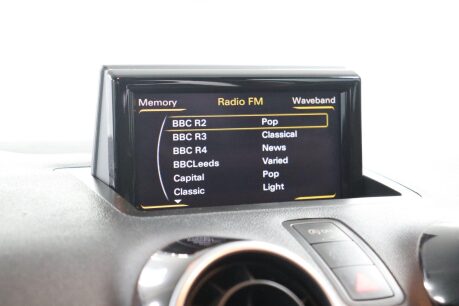 Memory Radio FM Waveband
BBC R2 Pop
BBC R3 Classical
BBC R4 News
BBCLeeds Varied
Capital Pop
Classic Light